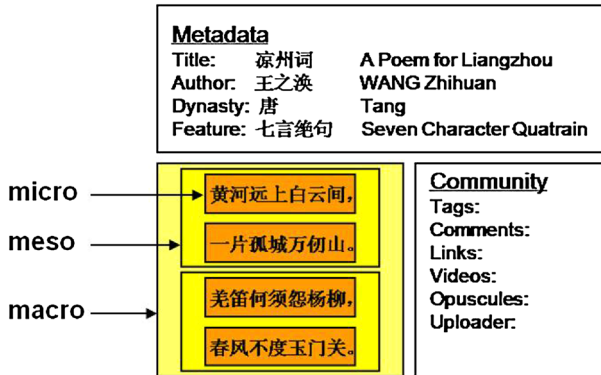 Metadata
Title: 凉州词 A Poem for Liangzhou
Author: 王之涣 WANG Zhihuan
Dynasty: 唐 Tang
Feature: 七言绝句 Seven Character Quatrain
micro
meso
macro
黄河远上白云间，
一片孤城万仞山。
羌笛何须怨杨柳，
春风不度玉门关。
Community
Tags:
Comments:
Links:
Videos:
Opuscules:
Uploader: